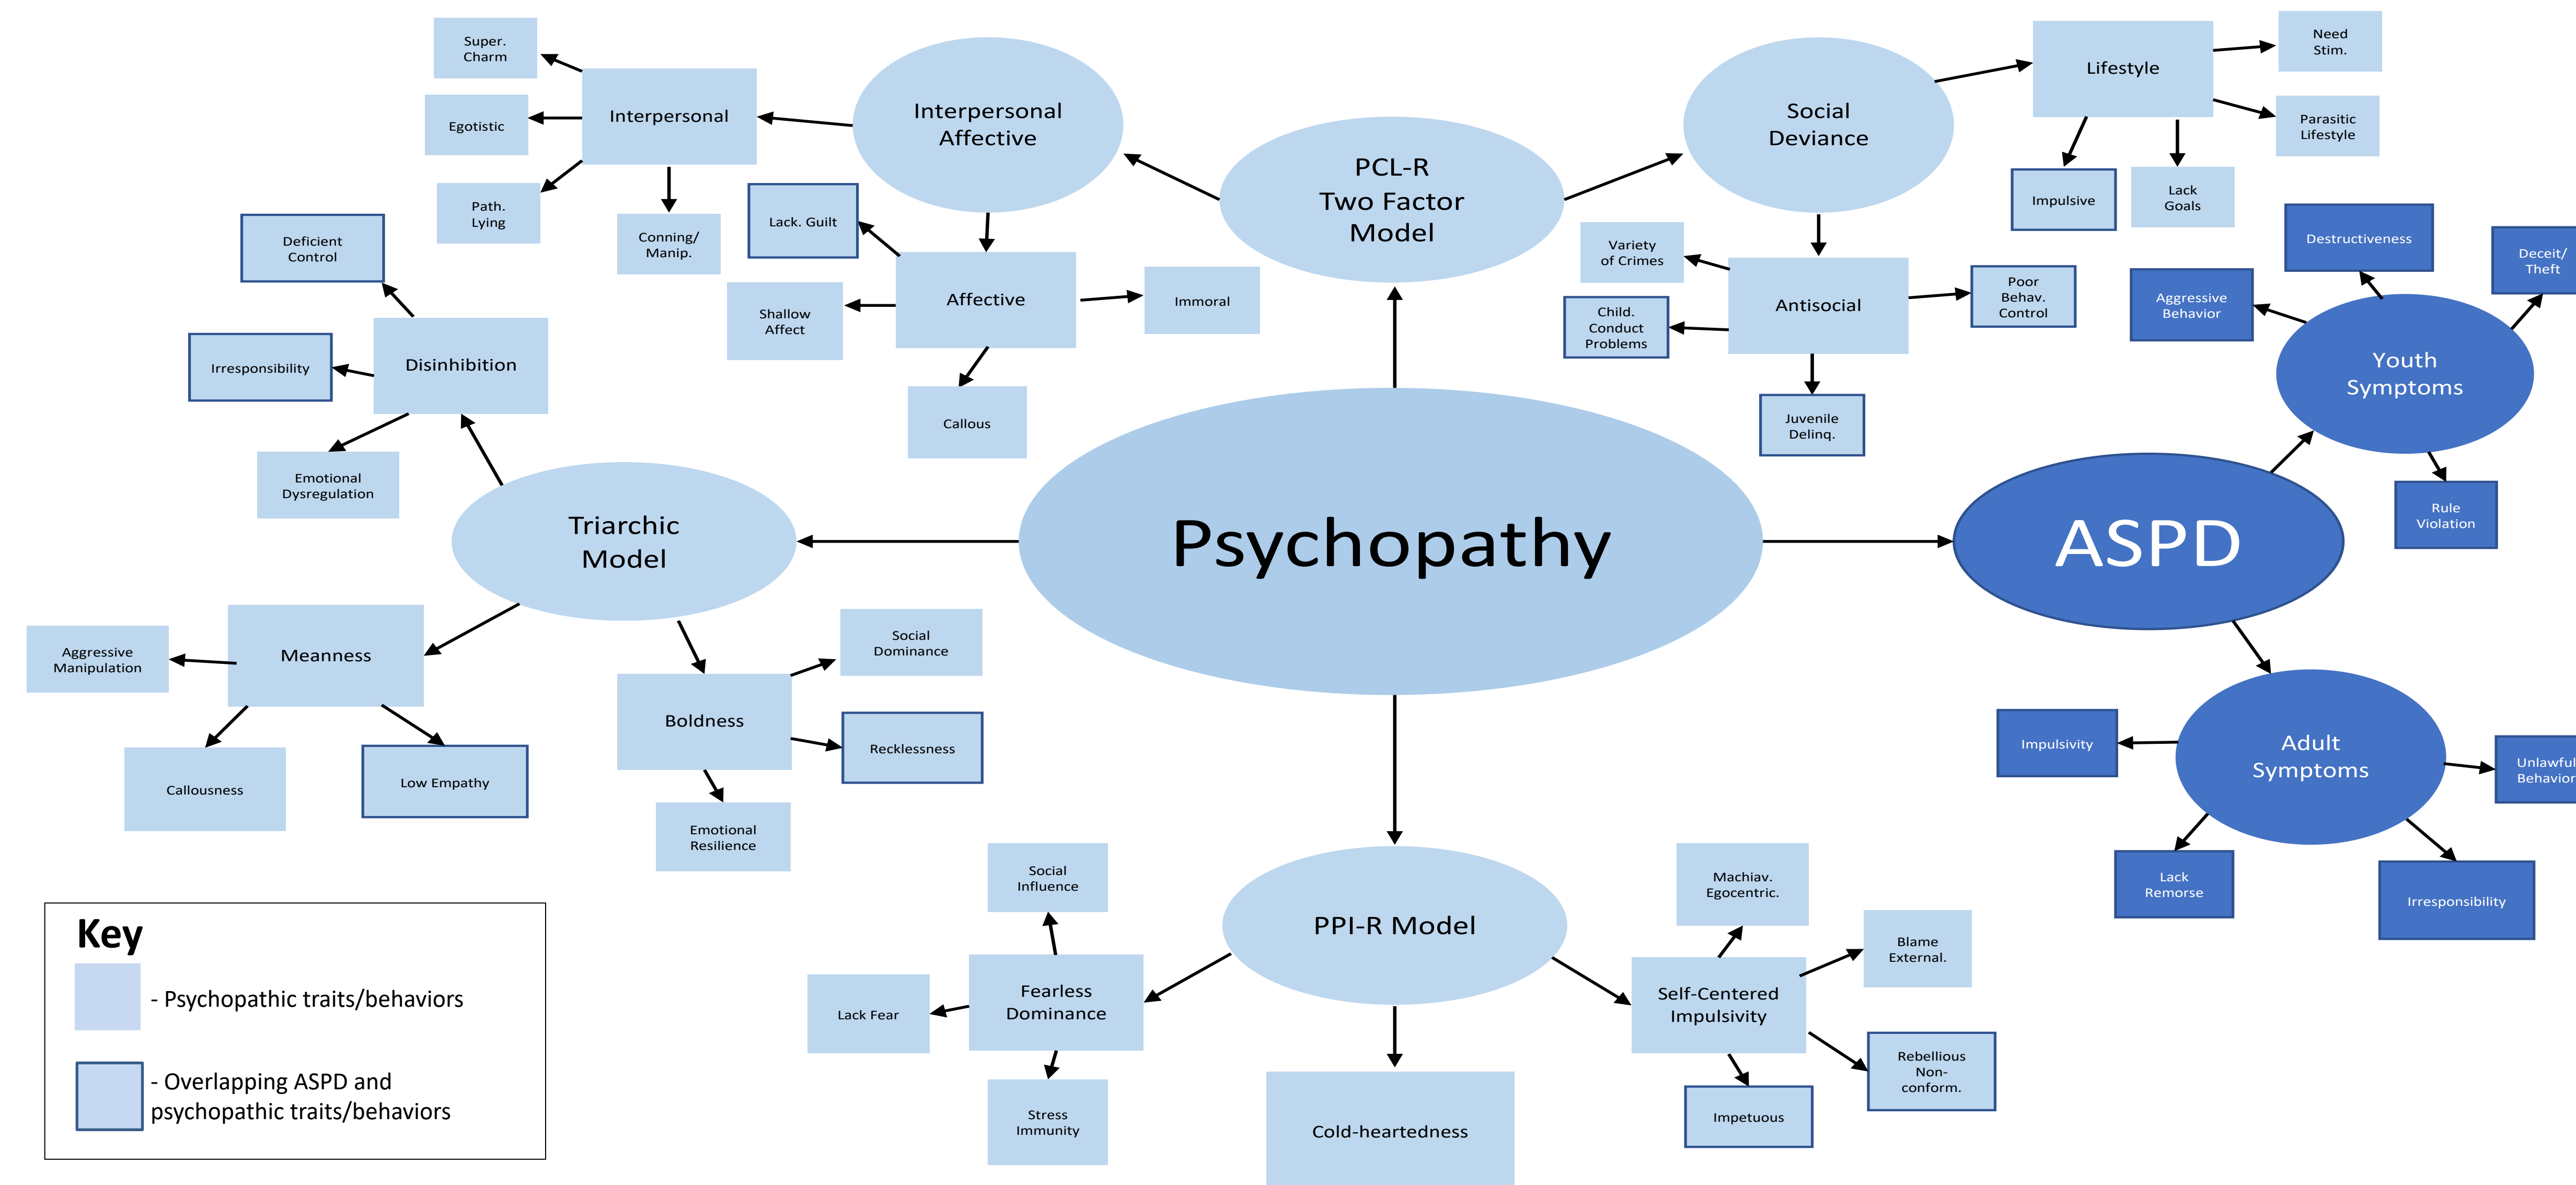 Super.
Charm
Egotistic
Path.
Lying
Interpersonal
Conning/
Manip.
Interpersonal
Affective
Lack. Guilt
Shallow
Affect
Affective
Immoral
Callous
PCL-R
Two Factor
Model
Social
Deviance
Lifestyle
Need
Stim.
Parasitic
Lifestyle
Impulsive
Lack
Goals
Variety
of Crimes
Child.
Conduct
Problems
Antisocial
Poor
Behav.
Control
Juvenile
Delinq.
Destructiveness
Deceit/
Theft
Aggressive
Behavior
Youth
Symptoms
Rule
Violation
Deficient
Control
Irresponsibility
Disinhibition
Emotional
Dysregulation
Triarchic
Model
Psychopathy
ASPD
Aggressive
Manipulation
Meanness
Callousness
Low Empathy
Social
Dominance
Boldness
Recklessness
Emotional
Resilience
Impulsivity
Adult
Symptoms
Unlawful
Behavior
Lack
Remorse
Irresponsibility
Social
Influence
Lack Fear
Fearless
Dominance
Stress
Immunity
PPI-R Model
Cold-heartedness
Machiav.
Egocentric.
Blame
External.
Self-Centered
Impulsivity
Rebellious
Non-
conform.
Impetuous
Key
- Psychopathic traits/behaviors
- Overlapping ASPD and
psychopathic traits/behaviors